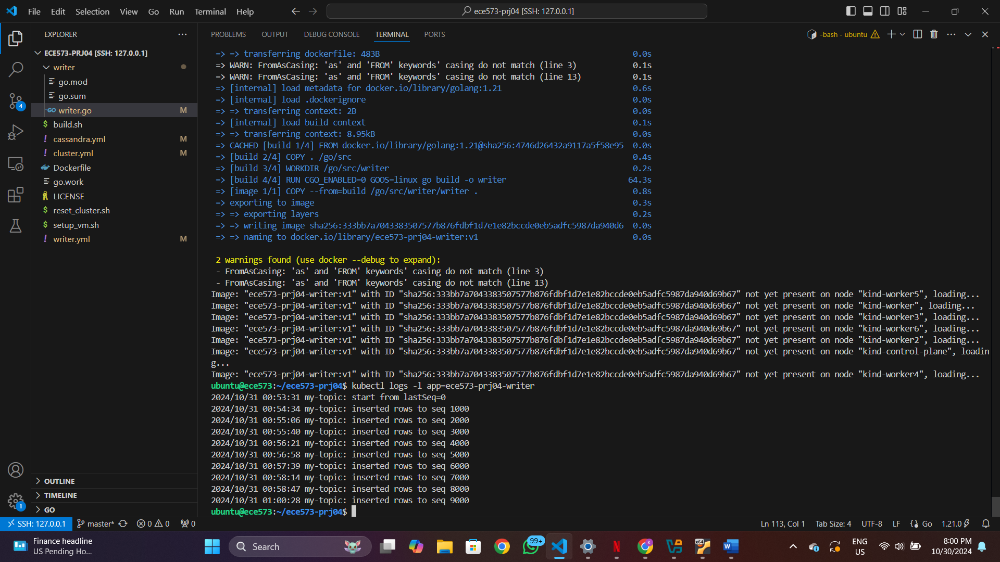 File Edit Selection View Go Run Terminal Help
ece573-prj04 [SSH: 127.0.0.1]
EXPLORER
ECE573-PRJ04 [SSH: 127.0.0.1]
writer
go.mod
go.sum
GO writer.go M
$ build.sh
! cassandra.yml M
! cluster.yml M
Dockerfile
go.work
LICENSE
$ reset_cluster.sh
$ setup_vm.sh
! writer.yml M
4
OUTLINE
TIMELINE
GO
1
PROBLEMS OUTPUT DEBUG CONSOLE TERMINAL PORTS
-bash - ubuntu
=> => transferring dockerfile: 483B 0.0s
=> WARN: FromAsCasing: 'as' and 'FROM' keywords' casing do not match (line 3) 0.1s
=> WARN: FromAsCasing: 'as' and 'FROM' keywords' casing do not match (line 13) 0.1s
=> [internal] load metadata for docker.io/library/golang:1.21 0.6s
=> [internal] load .dockerignore 0.0s
=> => transferring context: 2B 0.0s
=> [internal] load build context 0.1s
=> => transferring context: 8.95kB 0.0s
=> CACHED [build 1/4] FROM docker.io/library/golang:1.21@sha256:4746d26432a9117a5f58e95 0.0s
=> [build 2/4] COPY . /go/src 0.4s
=> [build 3/4] WORKDIR /go/src/writer 0.2s
=> [build 4/4] RUN CGO_ENABLED=0 GOOS=linux go build -o writer 64.3s
=> [image 1/1] COPY --from=build /go/src/writer/writer . 0.8s
=> exporting to image 0.3s
=> => exporting layers 0.2s
=> => writing image sha256:333bb7a7043383507577b876fdbf1d7e1e82bccde0eb5adfc5987da940d6 0.0s
=> => naming to docker.io/library/ece573-prj04-writer:v1 0.0s
2 warnings found (use docker --debug to expand):
- FromAsCasing: 'as' and 'FROM' keywords' casing do not match (line 3)
- FromAsCasing: 'as' and 'FROM' keywords' casing do not match (line 13)
Image: "ece573-prj04-writer:v1" with ID "sha256:333bb7a7043383507577b876fdbf1d7e1e82bccde0eb5adfc5987da940d69b67" not yet present on node "kind-worker5", loading...
Image: "ece573-prj04-writer:v1" with ID "sha256:333bb7a7043383507577b876fdbf1d7e1e82bccde0eb5adfc5987da940d69b67" not yet present on node "kind-worker", loading...
Image: "ece573-prj04-writer:v1" with ID "sha256:333bb7a7043383507577b876fdbf1d7e1e82bccde0eb5adfc5987da940d69b67" not yet present on node "kind-worker3", loading...
Image: "ece573-prj04-writer:v1" with ID "sha256:333bb7a7043383507577b876fdbf1d7e1e82bccde0eb5adfc5987da940d69b67" not yet present on node "kind-worker6", loading...
Image: "ece573-prj04-writer:v1" with ID "sha256:333bb7a7043383507577b876fdbf1d7e1e82bccde0eb5adfc5987da940d69b67" not yet present on node "kind-worker2", loading...
Image: "ece573-prj04-writer:v1" with ID "sha256:333bb7a7043383507577b876fdbf1d7e1e82bccde0eb5adfc5987da940d69b67" not yet present on node "kind-control-plane", loadin
g...
Image: "ece573-prj04-writer:v1" with ID "sha256:333bb7a7043383507577b876fdbf1d7e1e82bccde0eb5adfc5987da940d69b67" not yet present on node "kind-worker4", loading...
ubuntu@ece573:~/ece573-prj04$ kubectl logs -l app=ece573-prj04-writer
2024/10/31 00:53:31 my-topic: start from lastSeq=0
2024/10/31 00:54:34 my-topic: inserted rows to seq 1000
2024/10/31 00:55:06 my-topic: inserted rows to seq 2000
2024/10/31 00:55:40 my-topic: inserted rows to seq 3000
2024/10/31 00:56:21 my-topic: inserted rows to seq 4000
2024/10/31 00:56:58 my-topic: inserted rows to seq 5000
2024/10/31 00:57:39 my-topic: inserted rows to seq 6000
2024/10/31 00:58:14 my-topic: inserted rows to seq 7000
2024/10/31 00:58:47 my-topic: inserted rows to seq 8000
2024/10/31 01:00:28 my-topic: inserted rows to seq 9000
ubuntu@ece573:~/ece573-prj04$
SSH: 127.0.0.1 master* 0 0 0 Ln 113, Col 1 Tab Size: 4 UTF-8 LF Go 1.21.0
Finance headline
US Pending Ho...
Search
99+
K
N
x64
W
ENG
US
8:00 PM
10/30/2024